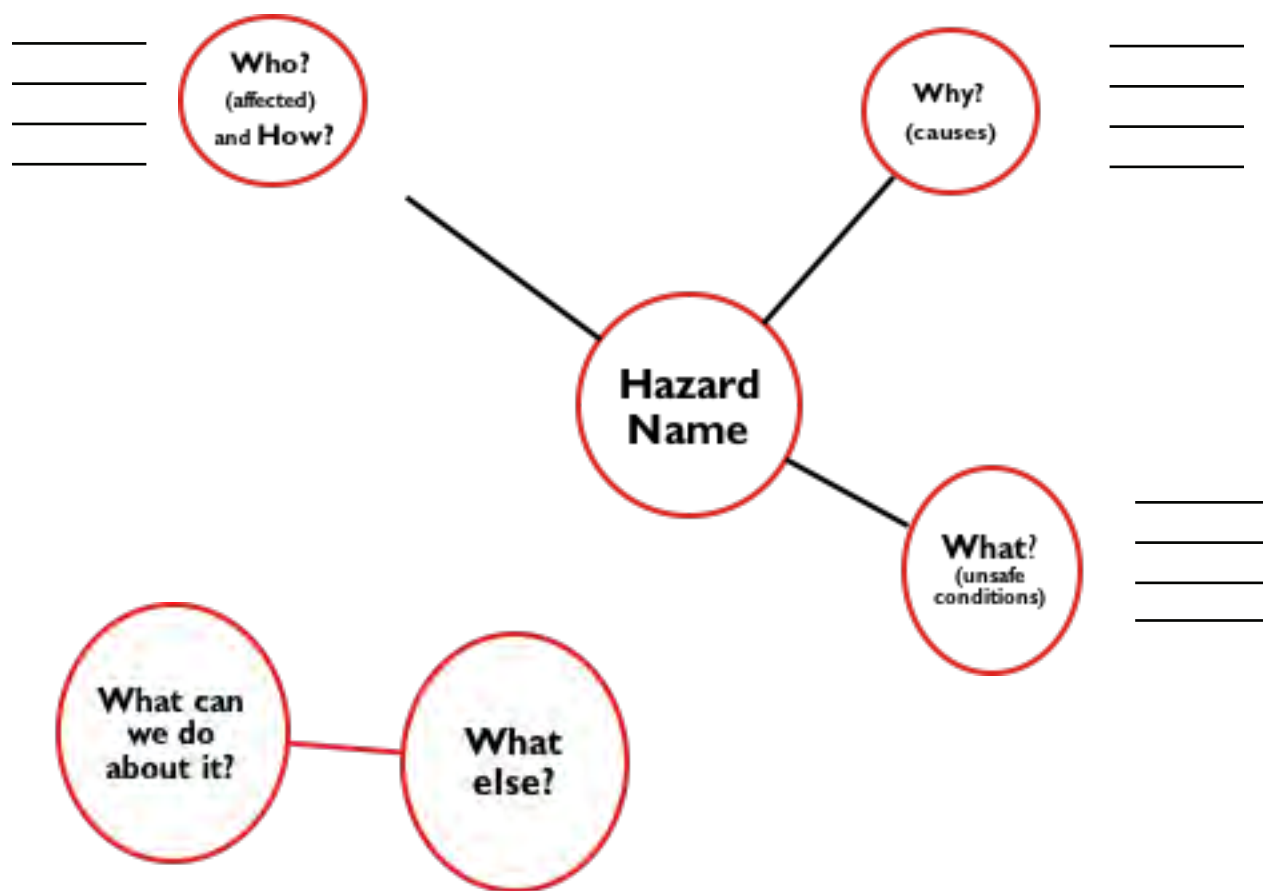 Who?
(affected)
and How?
Why?
(causes)
Hazard
Name
What?
(unsafe
conditions)
What can
we do
about it?
What
else?